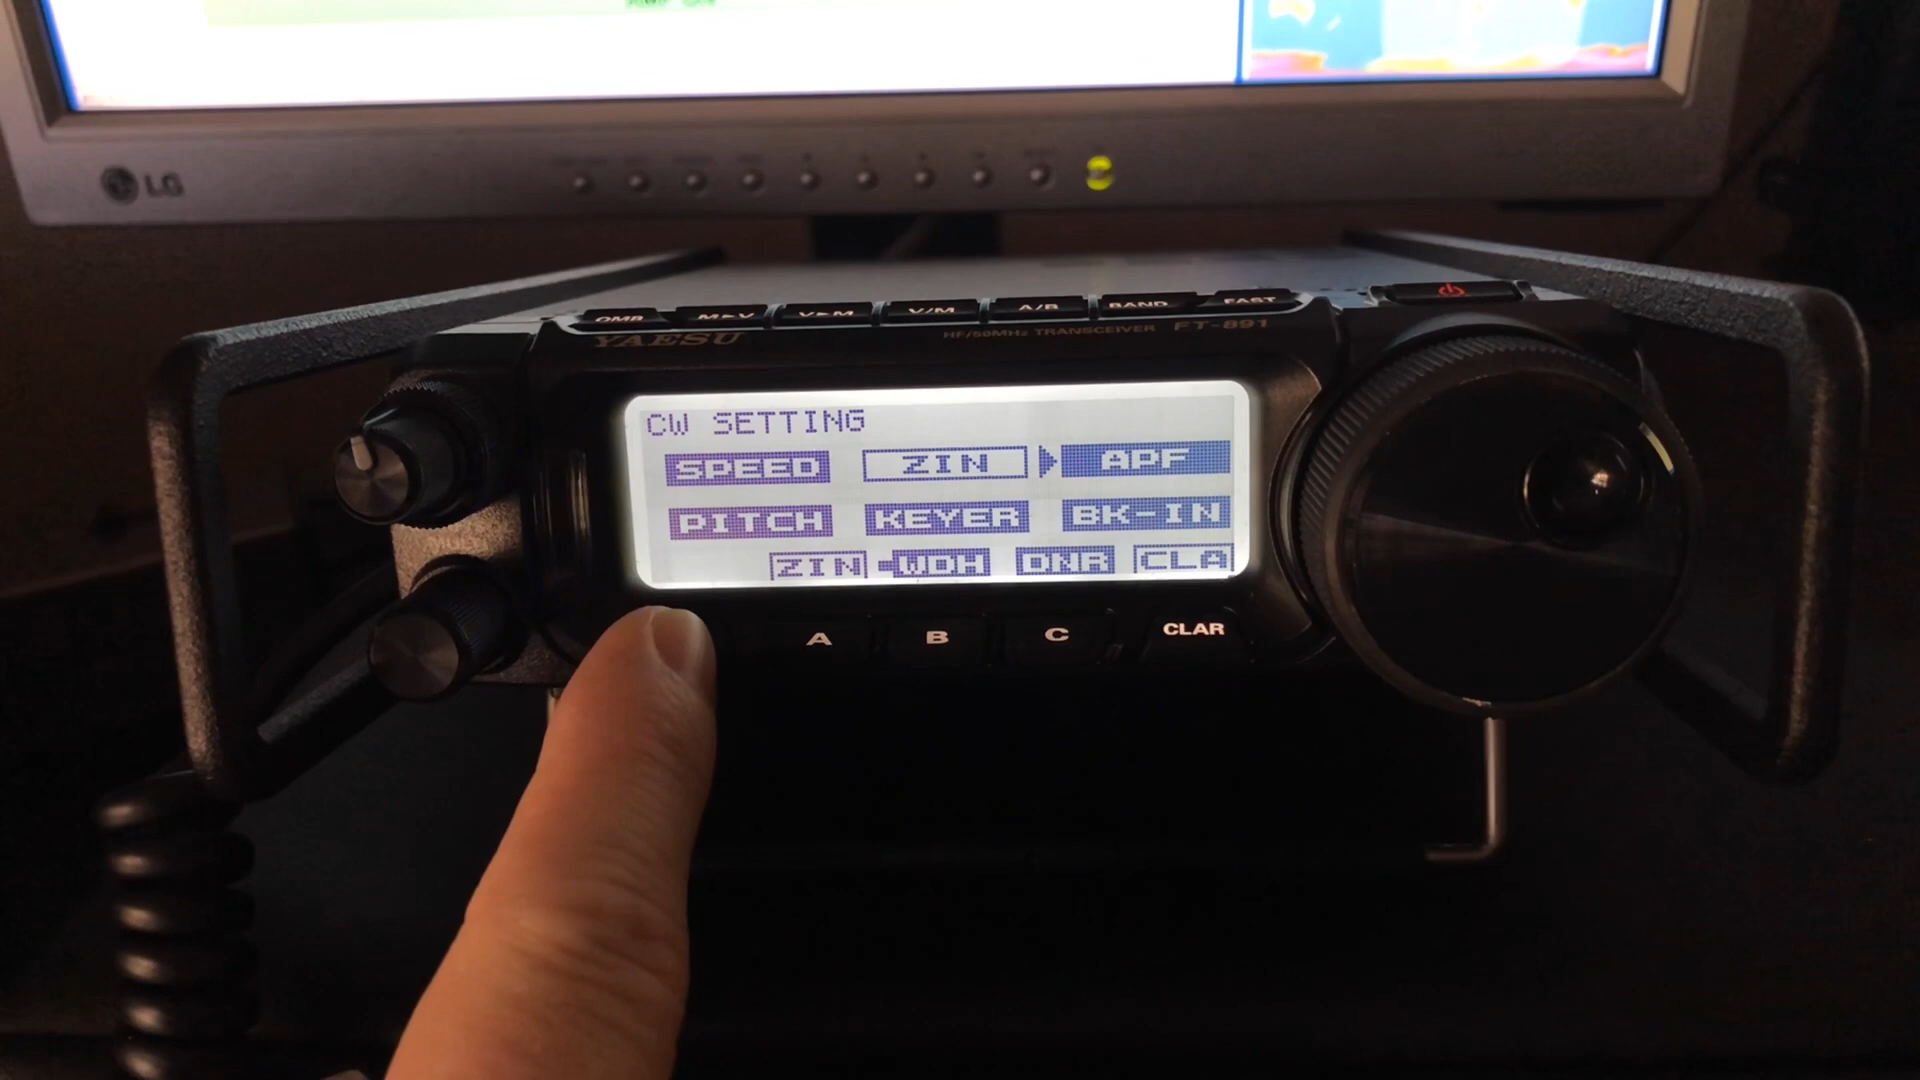 LG
QMB M▶V V▶M V/M A/B BAND FAST
YAESU HF/50MHz TRANSCEIVER FT-891
CW SETTING
SPEED ZIN APF
PITCH KEYER BK-IN
ZIN WDH DNR CLA
A B C CLAR